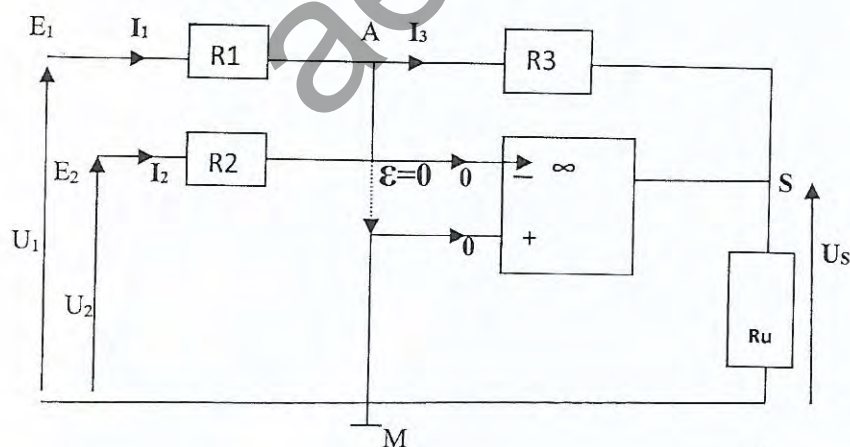 E₁ I₁ R1 A I₃ R3
E₂ I₂ R2 ε=0 0 − ∞
S
U₁ 0 +
U₂ Us
Ru
M